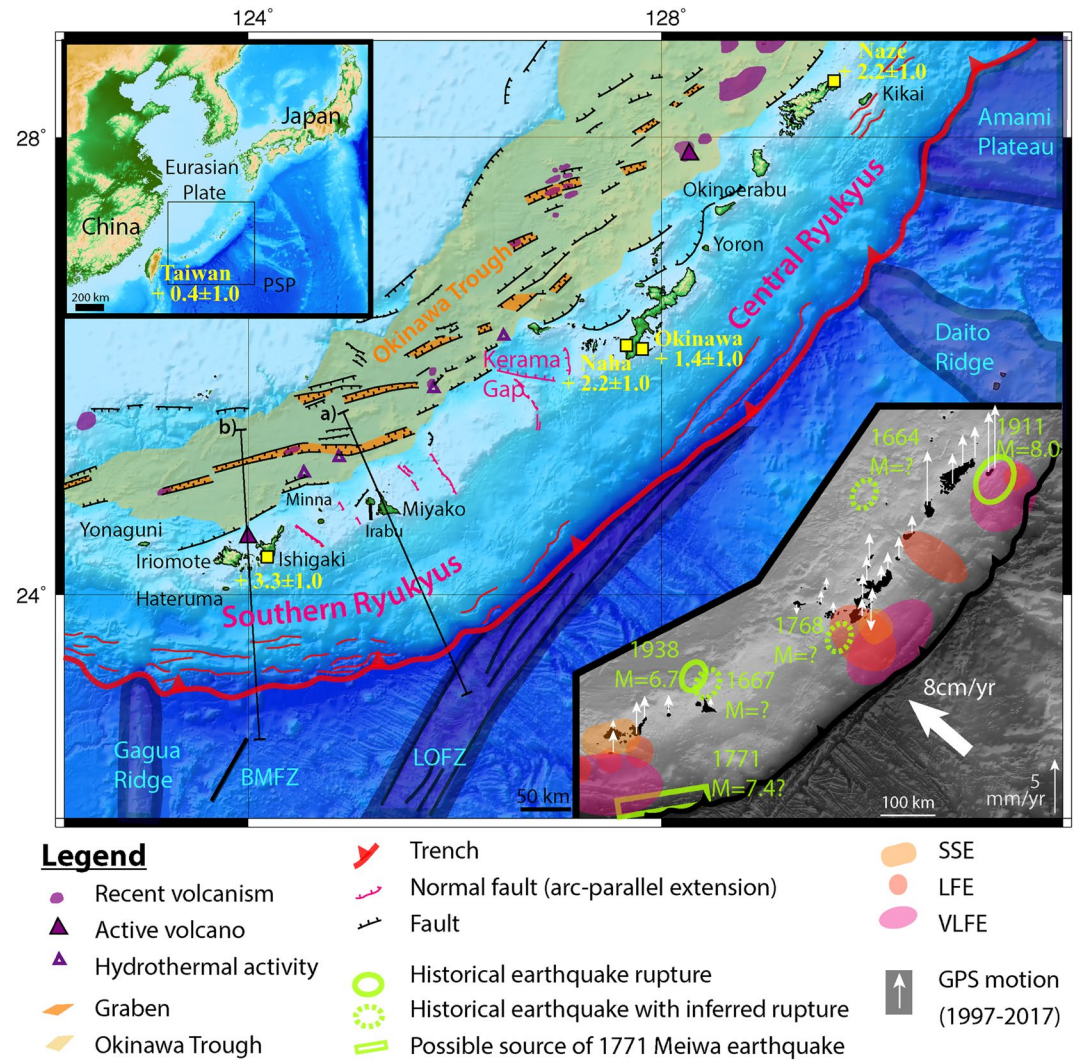 124°
128°
28°
24°
Japan
Eurasian
Plate
China
Taiwan
+ 0.4±1.0
PSP
200 km
Naze
+ 2.2±1.0
Kikai
Amami
Plateau
Okinoerabu
Yoron
Central Ryukyus
Okinawa Trough
Daito
Ridge
Kerama
Gap
Naha
+ 2.2±1.0
Okinawa
+ 1.4±1.0
a)
b)
Minna
Miyako
Irabu
Yonaguni
Iriomote
Ishigaki
+ 3.3±1.0
Hateruma
Southern Ryukyus
Gagua
Ridge
BMFZ
LOFZ
50 km
1664
M=?
1911
M=8.0
1768
M=?
1938
M=6.7
1667
M=?
1771
M=7.4?
8cm/yr
5
mm/yr
100 km
Legend
Recent volcanism
Active volcano
Hydrothermal activity
Graben
Okinawa Trough
Trench
Normal fault (arc-parallel extension)
Fault
Historical earthquake rupture
Historical earthquake with inferred rupture
Possible source of 1771 Meiwa earthquake
SSE
LFE
VLFE
GPS motion
(1997-2017)